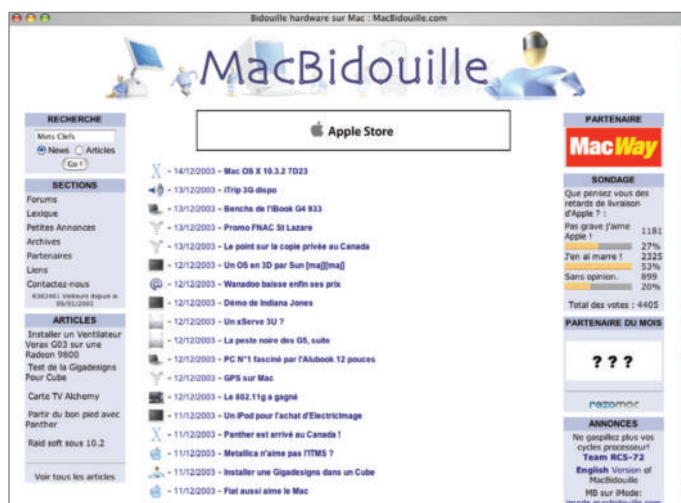 Bidouille hardware sur Mac : MacBidouille.com
MacBidouille
RECHERCHE
Mots Clefs
News Articles
Go !
SECTIONS
Forums
Lexique
Petites Annonces
Archives
Partenaires
Liens
Contactez-nous
Visiteurs depuis le
ARTICLES
Installer un Ventilateur
Verax G03 sur une
Radeon 9800
Test de la Gigadesigns
Pour Cube
Carte TV Alchemy
Partir du bon pied avec
Panther
Raid soft sous 10.2
Voir tous les articles
Apple Store
- 14/12/2003 - Mac OS X 10.3.2 7D23
- 13/12/2003 - iTrip 3G dispo
- 13/12/2003 - Benchs de l'iBook G4 933
- 13/12/2003 - Promo FNAC St Lazare
- 13/12/2003 - Le point sur la copie privée au Canada
- 12/12/2003 - Un OS en 3D par Sun [maj][maj]
- 12/12/2003 - Wanadoo baisse enfin ses prix
- 12/12/2003 - Démo de Indiana Jones
- 12/12/2003 - Un xServe 3U ?
- 12/12/2003 - La peste noire des G5, suite
- 12/12/2003 - PC N°1 fasciné par l'Alubook 12 pouces
- 12/12/2003 - GPS sur Mac
- 12/12/2003 - Le 802.11g a gagné
- 11/12/2003 - Un iPod pour l'achat d'ElectricImage
- 11/12/2003 - Panther est arrivé au Canada !
- 11/12/2003 - Metallica n'aime pas l'ITMS ?
- 11/12/2003 - Installer une Gigadesigns dans un Cube
- 11/12/2003 - Fiat aussi aime le Mac
PARTENAIRE
MacWay
SONDAGE
Que pensez vous des
retards de livraison
d'Apple ? :
Pas grave j'aime
Apple ! 1181
27%
J'en ai marre ! 2325
53%
Sans opinion. 899
20%
Total des votes : 4405
PARTENAIRE DU MOIS
? ? ?
razomac
ANNONCES
Ne gaspillez plus vos
cycles processeur!
Team RC5-72
English Version of
MacBidouille
MB sur iMode:
imode.macbidouille.com